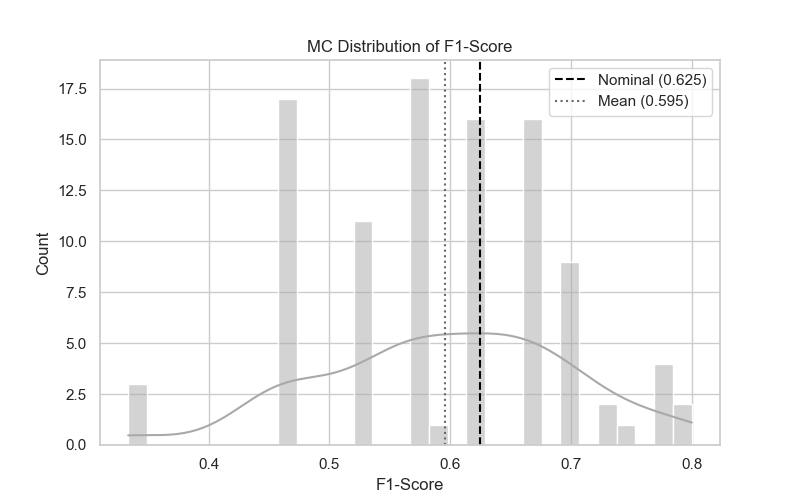 MC Distribution of F1-Score
Nominal (0.625)
Mean (0.595)
17.5
15.0
12.5
10.0
7.5
5.0
2.5
0.0
Count
0.4 0.5 0.6 0.7 0.8
F1-Score